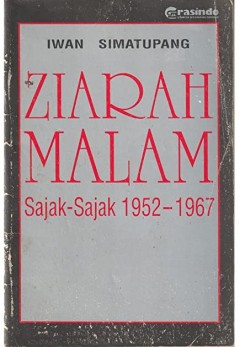 Grasindo
IWAN SIMATUPANG
ZIARAH
MALAM
Sajak-Sajak 1952–1967